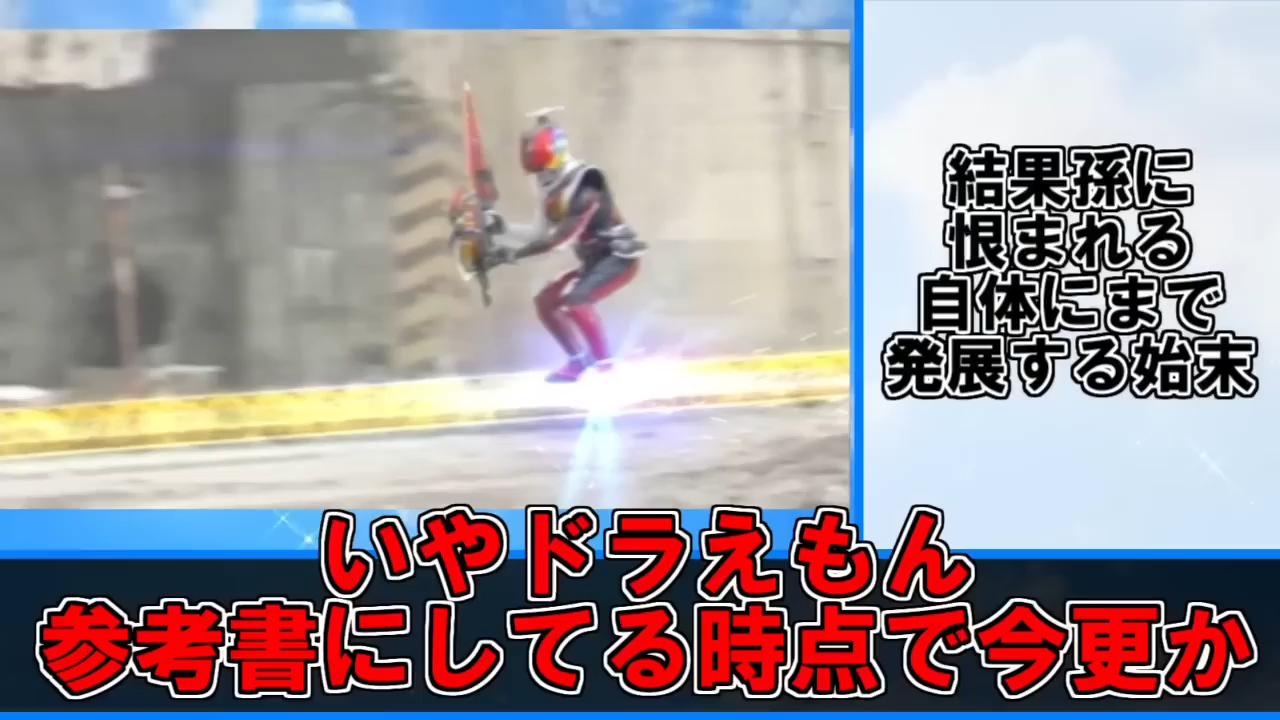 結果孫に
恨まれる
自体にまで
発展する始末
いやドラえもん
参考書にしてる時点で今更か